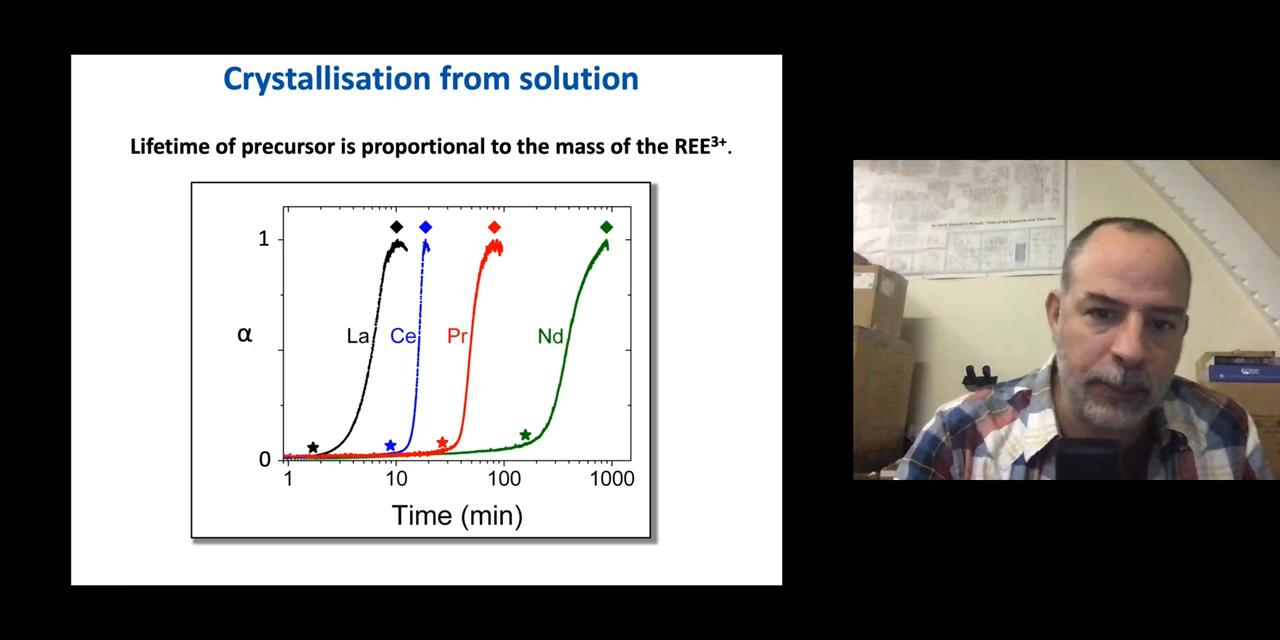 Crystallisation from solution
Lifetime of precursor is proportional to the mass of the REE³⁺.
1
α
La
Ce
Pr
Nd
0
1 10 100 1000
Time (min)